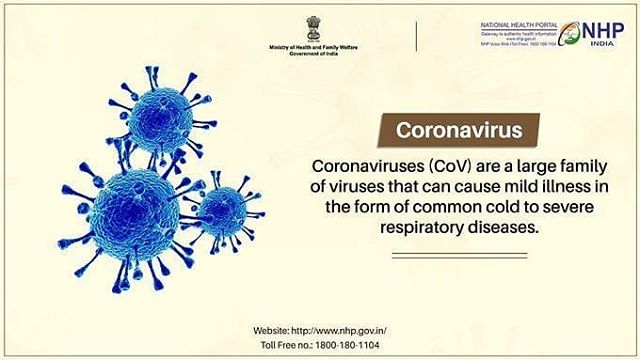 Ministry of Health and Family Welfare
Government of India
NATIONAL HEALTH PORTAL
Gateway to authentic health information
www.nhp.gov.in
NHP Voice Web (Toll Free): 1800-180-1104
NHP
INDIA
Coronavirus
Coronaviruses (CoV) are a large family
of viruses that can cause mild illness in
the form of common cold to severe
respiratory diseases.
Website: http://www.nhp.gov.in/
Toll Free no.: 1800-180-1104